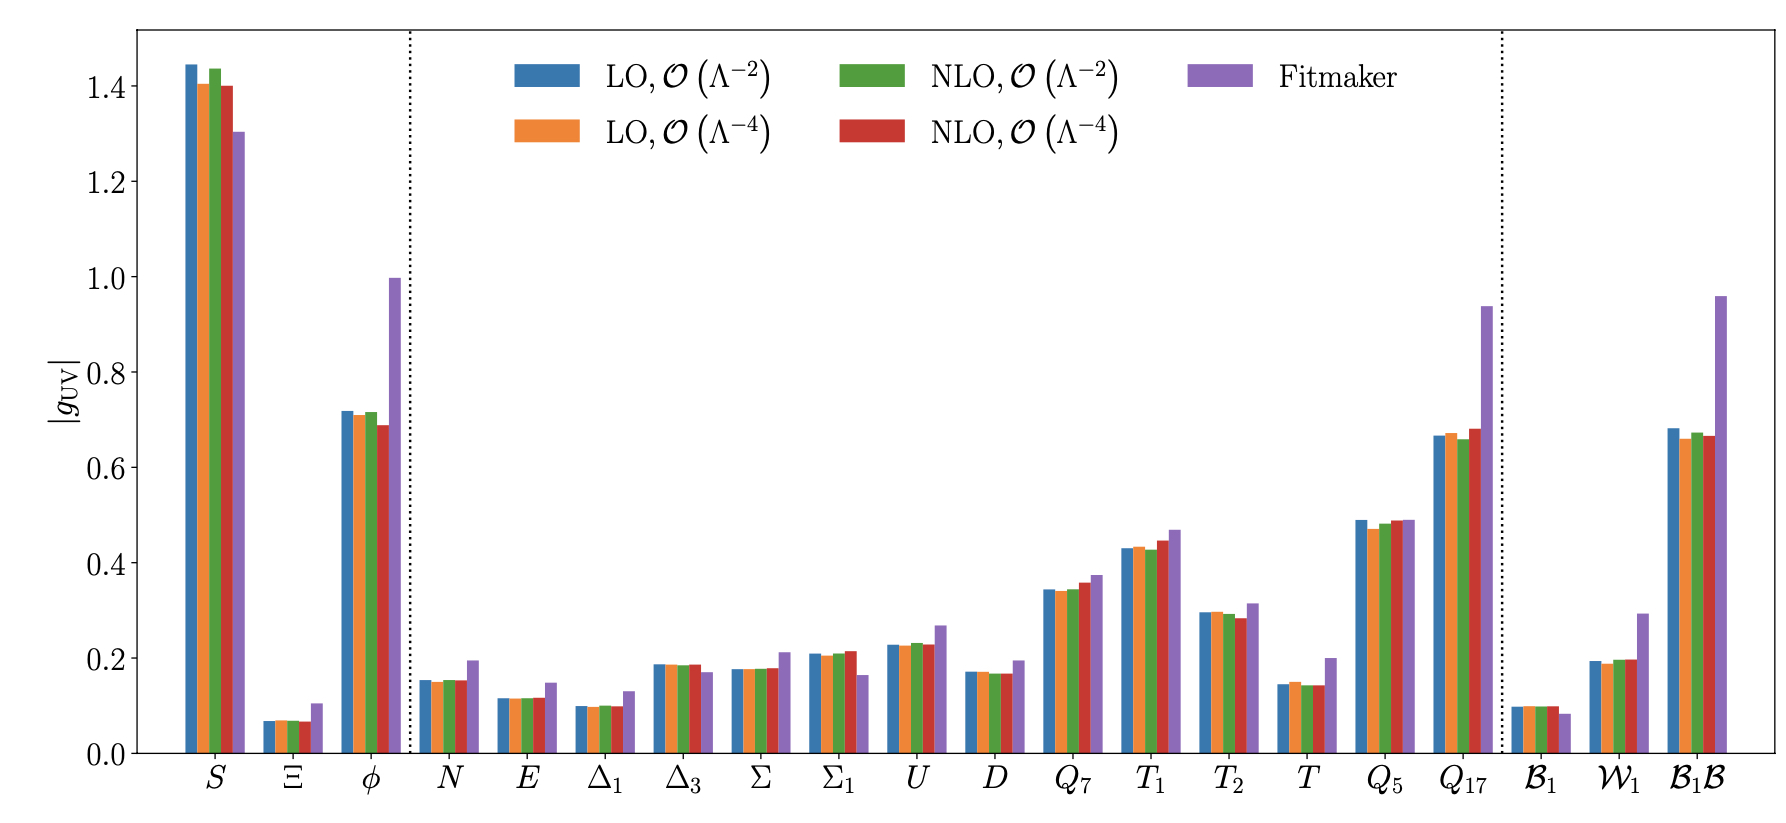 LO, 𝒪 (Λ⁻²) NLO, 𝒪 (Λ⁻²) Fitmaker
LO, 𝒪 (Λ⁻⁴) NLO, 𝒪 (Λ⁻⁴)
|g_UV|
1.4
1.2
1.0
0.8
0.6
0.4
0.2
0.0
S Ξ ϕ N E Δ₁ Δ₃ Σ Σ₁ U D Q₇ T₁ T₂ T Q₅ Q₁₇ ℬ₁ 𝒲₁ ℬ₁ℬ